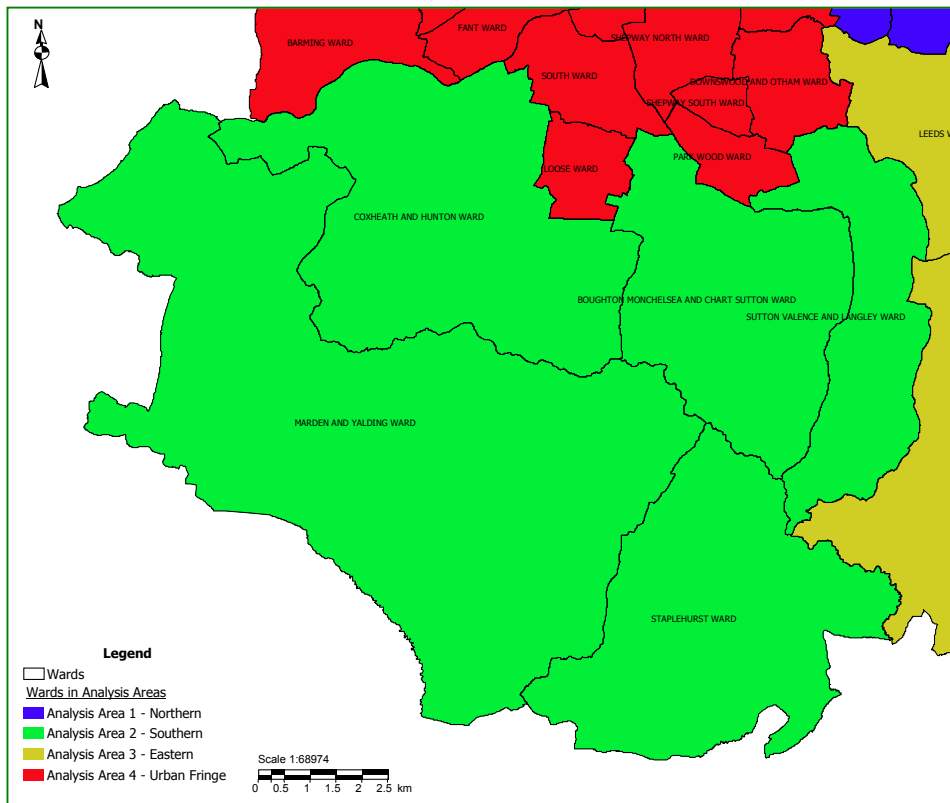 N
FANT WARD
SHEPWAY NORTH WARD
BARMING WARD
SOUTH WARD
DOWNSWOOD AND OTHAM WARD
SHEPWAY SOUTH WARD
LEEDS W
PARK WOOD WARD
LOOSE WARD
COXHEATH AND HUNTON WARD
BOUGHTON MONCHELSEA AND CHART SUTTON WARD
SUTTON VALENCE AND LANGLEY WARD
MARDEN AND YALDING WARD
STAPLEHURST WARD
Legend
Wards
Wards in Analysis Areas
Analysis Area 1 - Northern
Analysis Area 2 - Southern
Analysis Area 3 - Eastern
Analysis Area 4 - Urban Fringe
Scale 1:68974
0 0.5 1 1.5 2 2.5 km